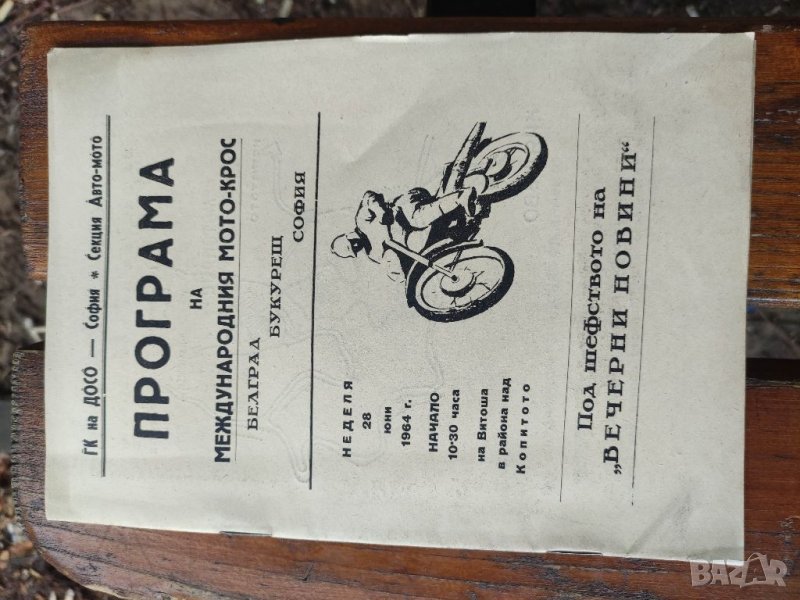 ГК на ДОСО — София * Секция Авто-мото
ПРОГРАМА
НА
МЕЖДУНАРОДНИЯ МОТО-КРОС
БЕЛГРАД
БУКУРЕЩ
СОФИЯ
НЕДЕЛЯ
28
ЮНИ
1964 г.
НАЧАЛО
10·30 часа
на Витоша
в района над
Копитото
Под шефството на
„ВЕЧЕРНИ НОВИНИ“
BAZAR